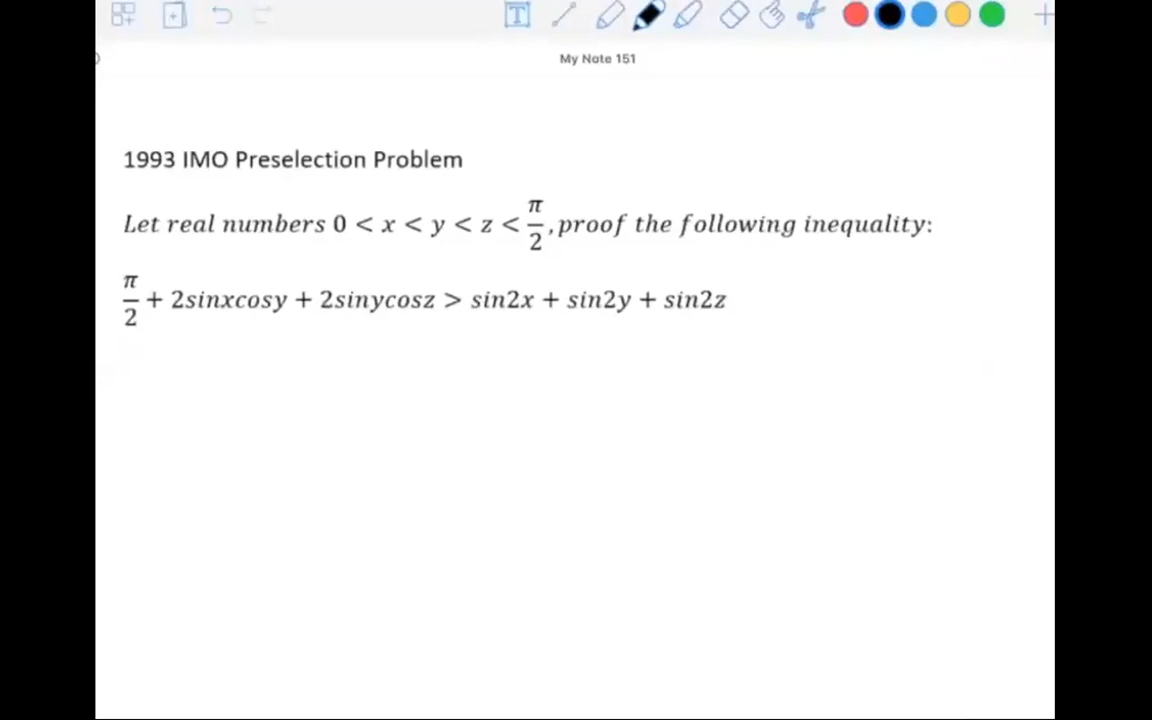 My Note 151
1993 IMO Preselection Problem
Let real numbers 0 < x < y < z < π/2, proof the following inequality:
π/2 + 2sinxcosy + 2sinycosz > sin2x + sin2y + sin2z